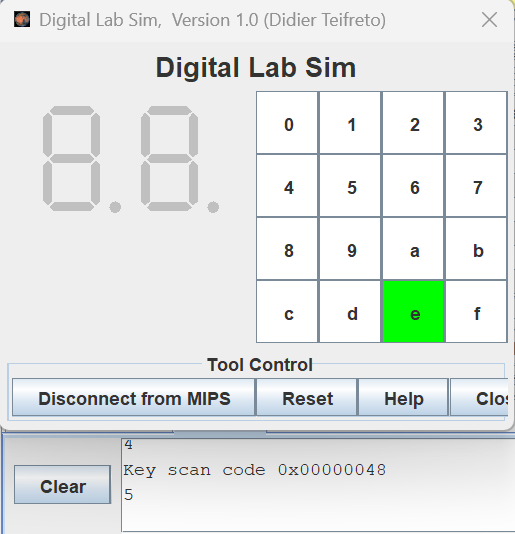 Digital Lab Sim, Version 1.0 (Didier Teifreto)
Digital Lab Sim
0 1 2 3
4 5 6 7
8 9 a b
c d e f
Tool Control
Disconnect from MIPS Reset Help Clos
4
Key scan code 0x00000048
5
Clear